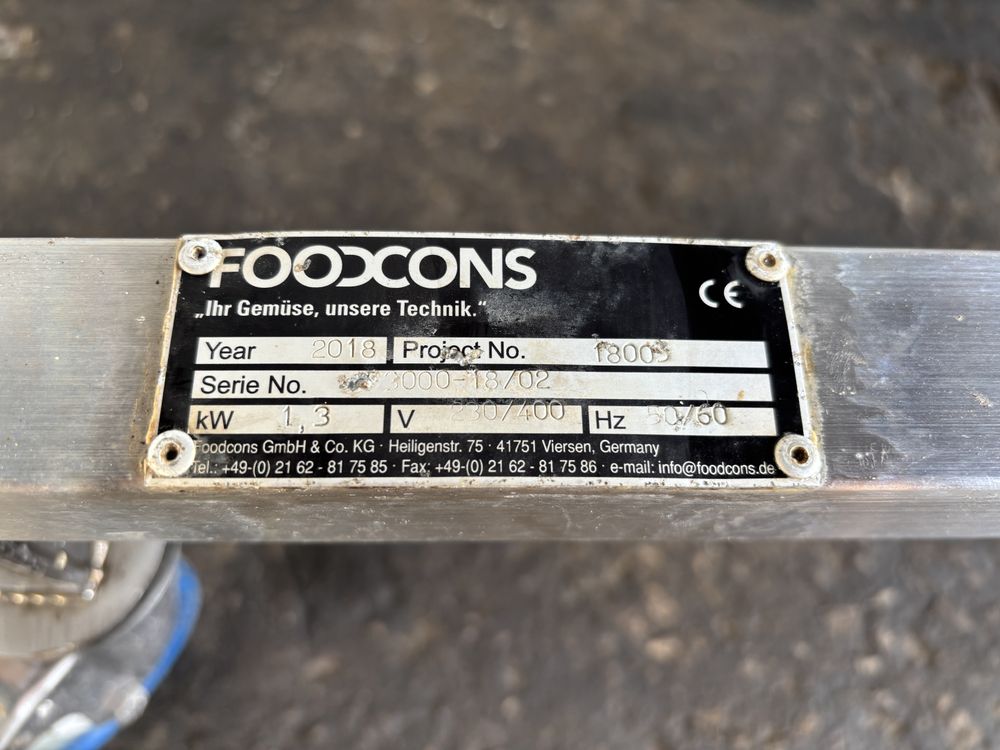 FOODCONS
„Ihr Gemüse, unsere Technik.“
CE
Year 2018 Project No. 18005
Serie No.
kW 1,3 V 230/400 Hz 50/60
Foodcons GmbH & Co. KG · Heiligenstr. 75 · 41751 Viersen, Germany
Tel.: +49-(0) 21 62 - 81 75 85 · Fax: +49-(0) 21 62 - 81 75 86 · e-mail: info@foodcons.de